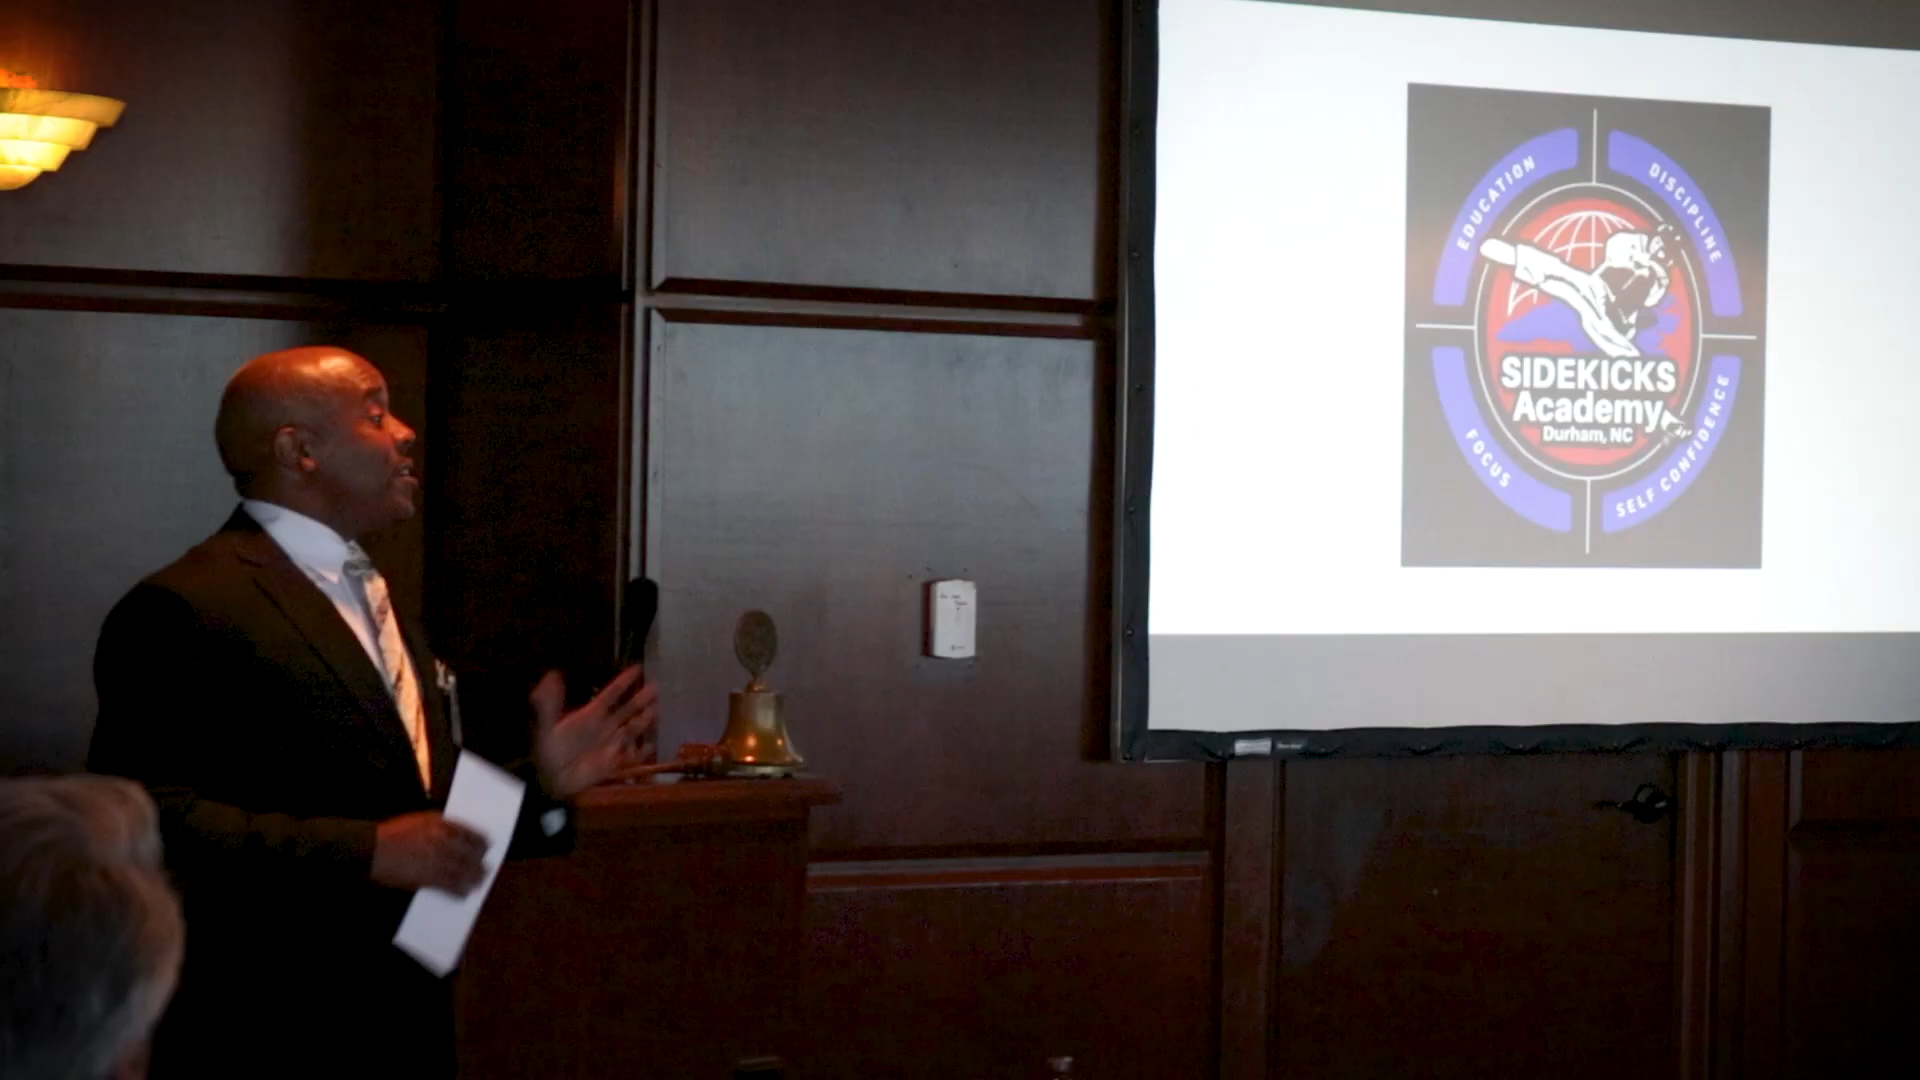 EDUCATION
DISCIPLINE
SIDEKICKS
Academy
Durham, NC
FOCUS
SELF CONFIDENCE